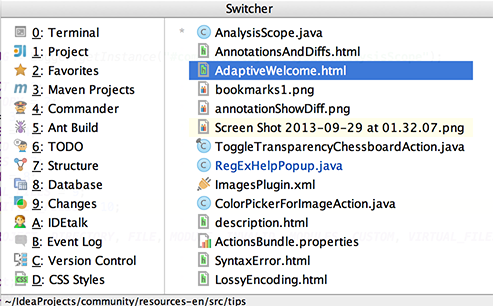 Switcher
0: Terminal
1: Project
2: Favorites
3: Maven Projects
4: Commander
5: Ant Build
6: TODO
7: Structure
8: Database
9: Changes
A: IDEtalk
B: Event Log
C: Version Control
D: CSS Styles
* AnalysisScope.java
AnnotationsAndDiffs.html
AdaptiveWelcome.html
bookmarks1.png
annotationShowDiff.png
Screen Shot 2013-09-29 at 01.32.07.png
ToggleTransparencyChessboardAction.java
RegExHelpPopup.java
ImagesPlugin.xml
ColorPickerForImageAction.java
description.html
ActionsBundle.properties
SyntaxError.html
LossyEncoding.html
~/IdeaProjects/community/resources-en/src/tips